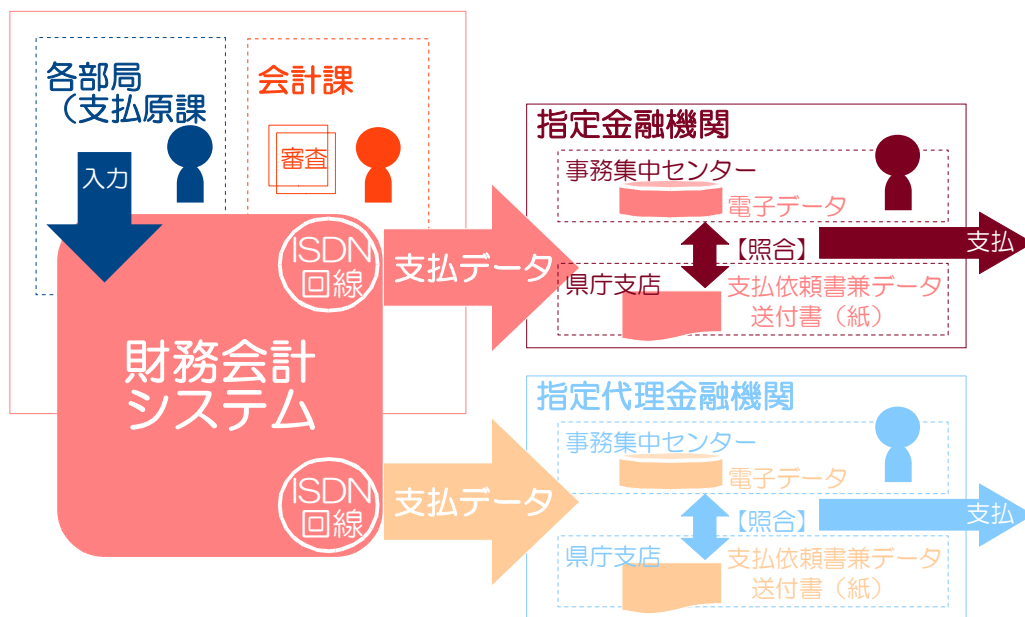 各部局
（支払原課
入力
会計課
審査
ISDN
回線
支払データ
財務会計
システム
ISDN
回線
支払データ
指定金融機関
事務集中センター
電子データ
【照合】
支払
県庁支店
支払依頼書兼データ
送付書（紙）
指定代理金融機関
事務集中センター
電子データ
【照合】
支払
県庁支店
支払依頼書兼データ
送付書（紙）